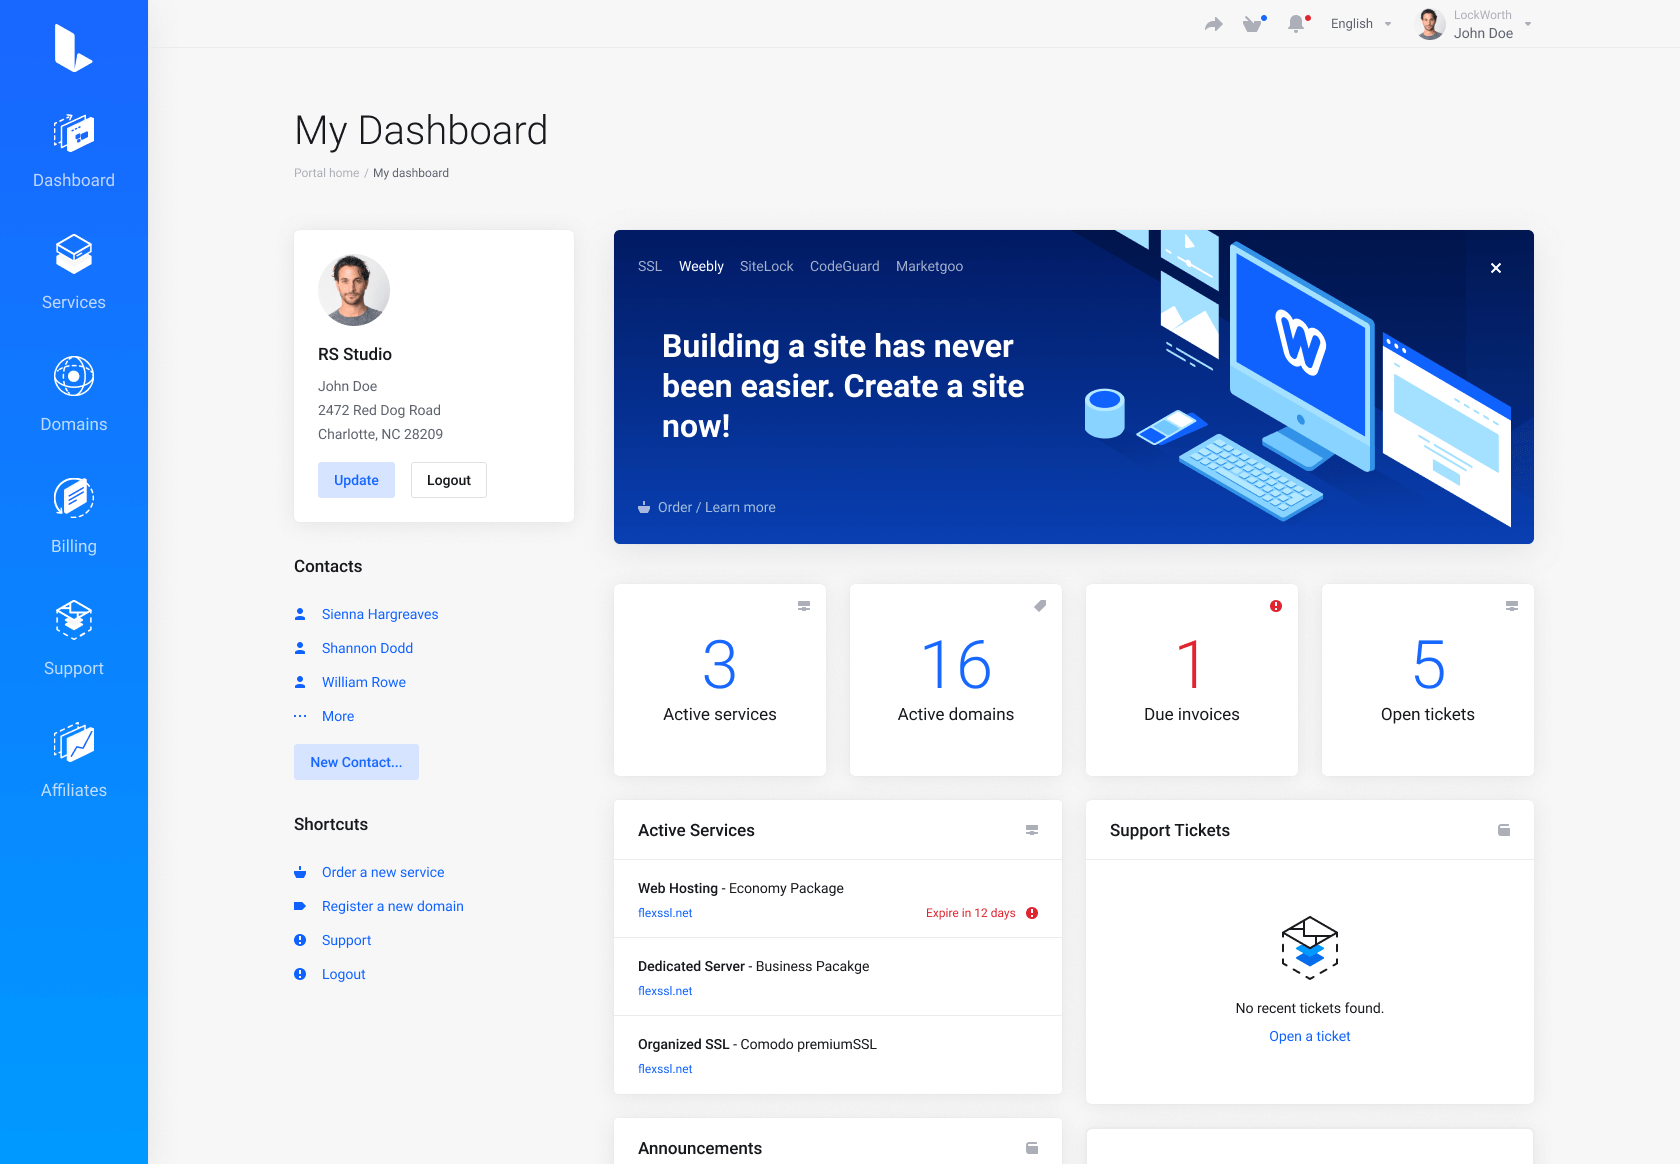 English
LockWorth
John Doe
Dashboard
Services
Domains
Billing
Support
Affiliates
My Dashboard
Portal home / My dashboard
RS Studio
John Doe
2472 Red Dog Road
Charlotte, NC 28209
Update
Logout
Contacts
Sienna Hargreaves
Shannon Dodd
William Rowe
More
New Contact...
Shortcuts
Order a new service
Register a new domain
Support
Logout
SSL Weebly SiteLock CodeGuard Marketgoo
Building a site has never
been easier. Create a site
now!
Order / Learn more
W
3
Active services
16
Active domains
1
Due invoices
5
Open tickets
Active Services
Web Hosting - Economy Package
flexssl.net
Expire in 12 days
Dedicated Server - Business Pacakge
flexssl.net
Organized SSL - Comodo premiumSSL
flexssl.net
Support Tickets
No recent tickets found.
Open a ticket
Announcements